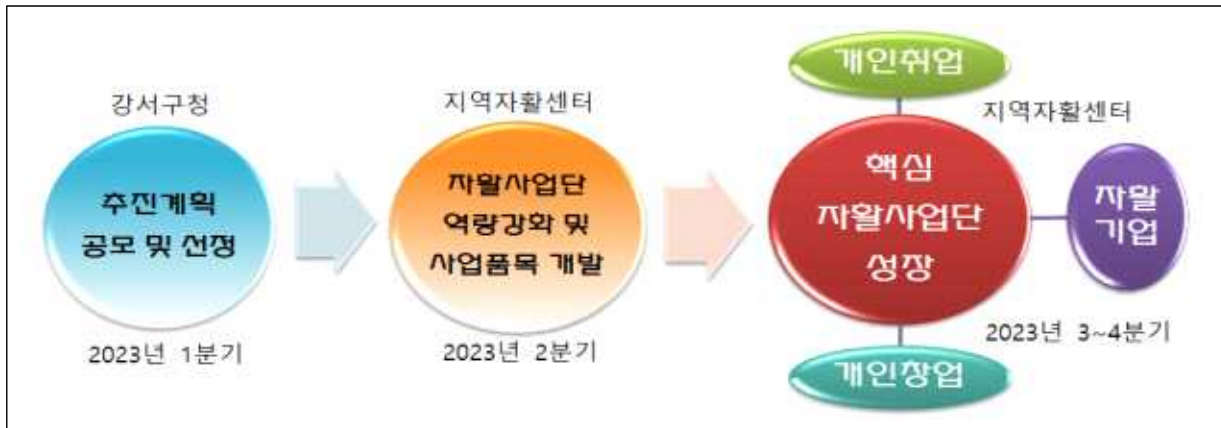 강서구청
추진계획
공모 및 선정
2023년 1분기
지역자활센터
자활사업단
역량강화 및
사업품목 개발
2023년 2분기
개인취업
지역자활센터
핵심
자활사업단
성장
자활
기업
2023년 3~4분기
개인창업